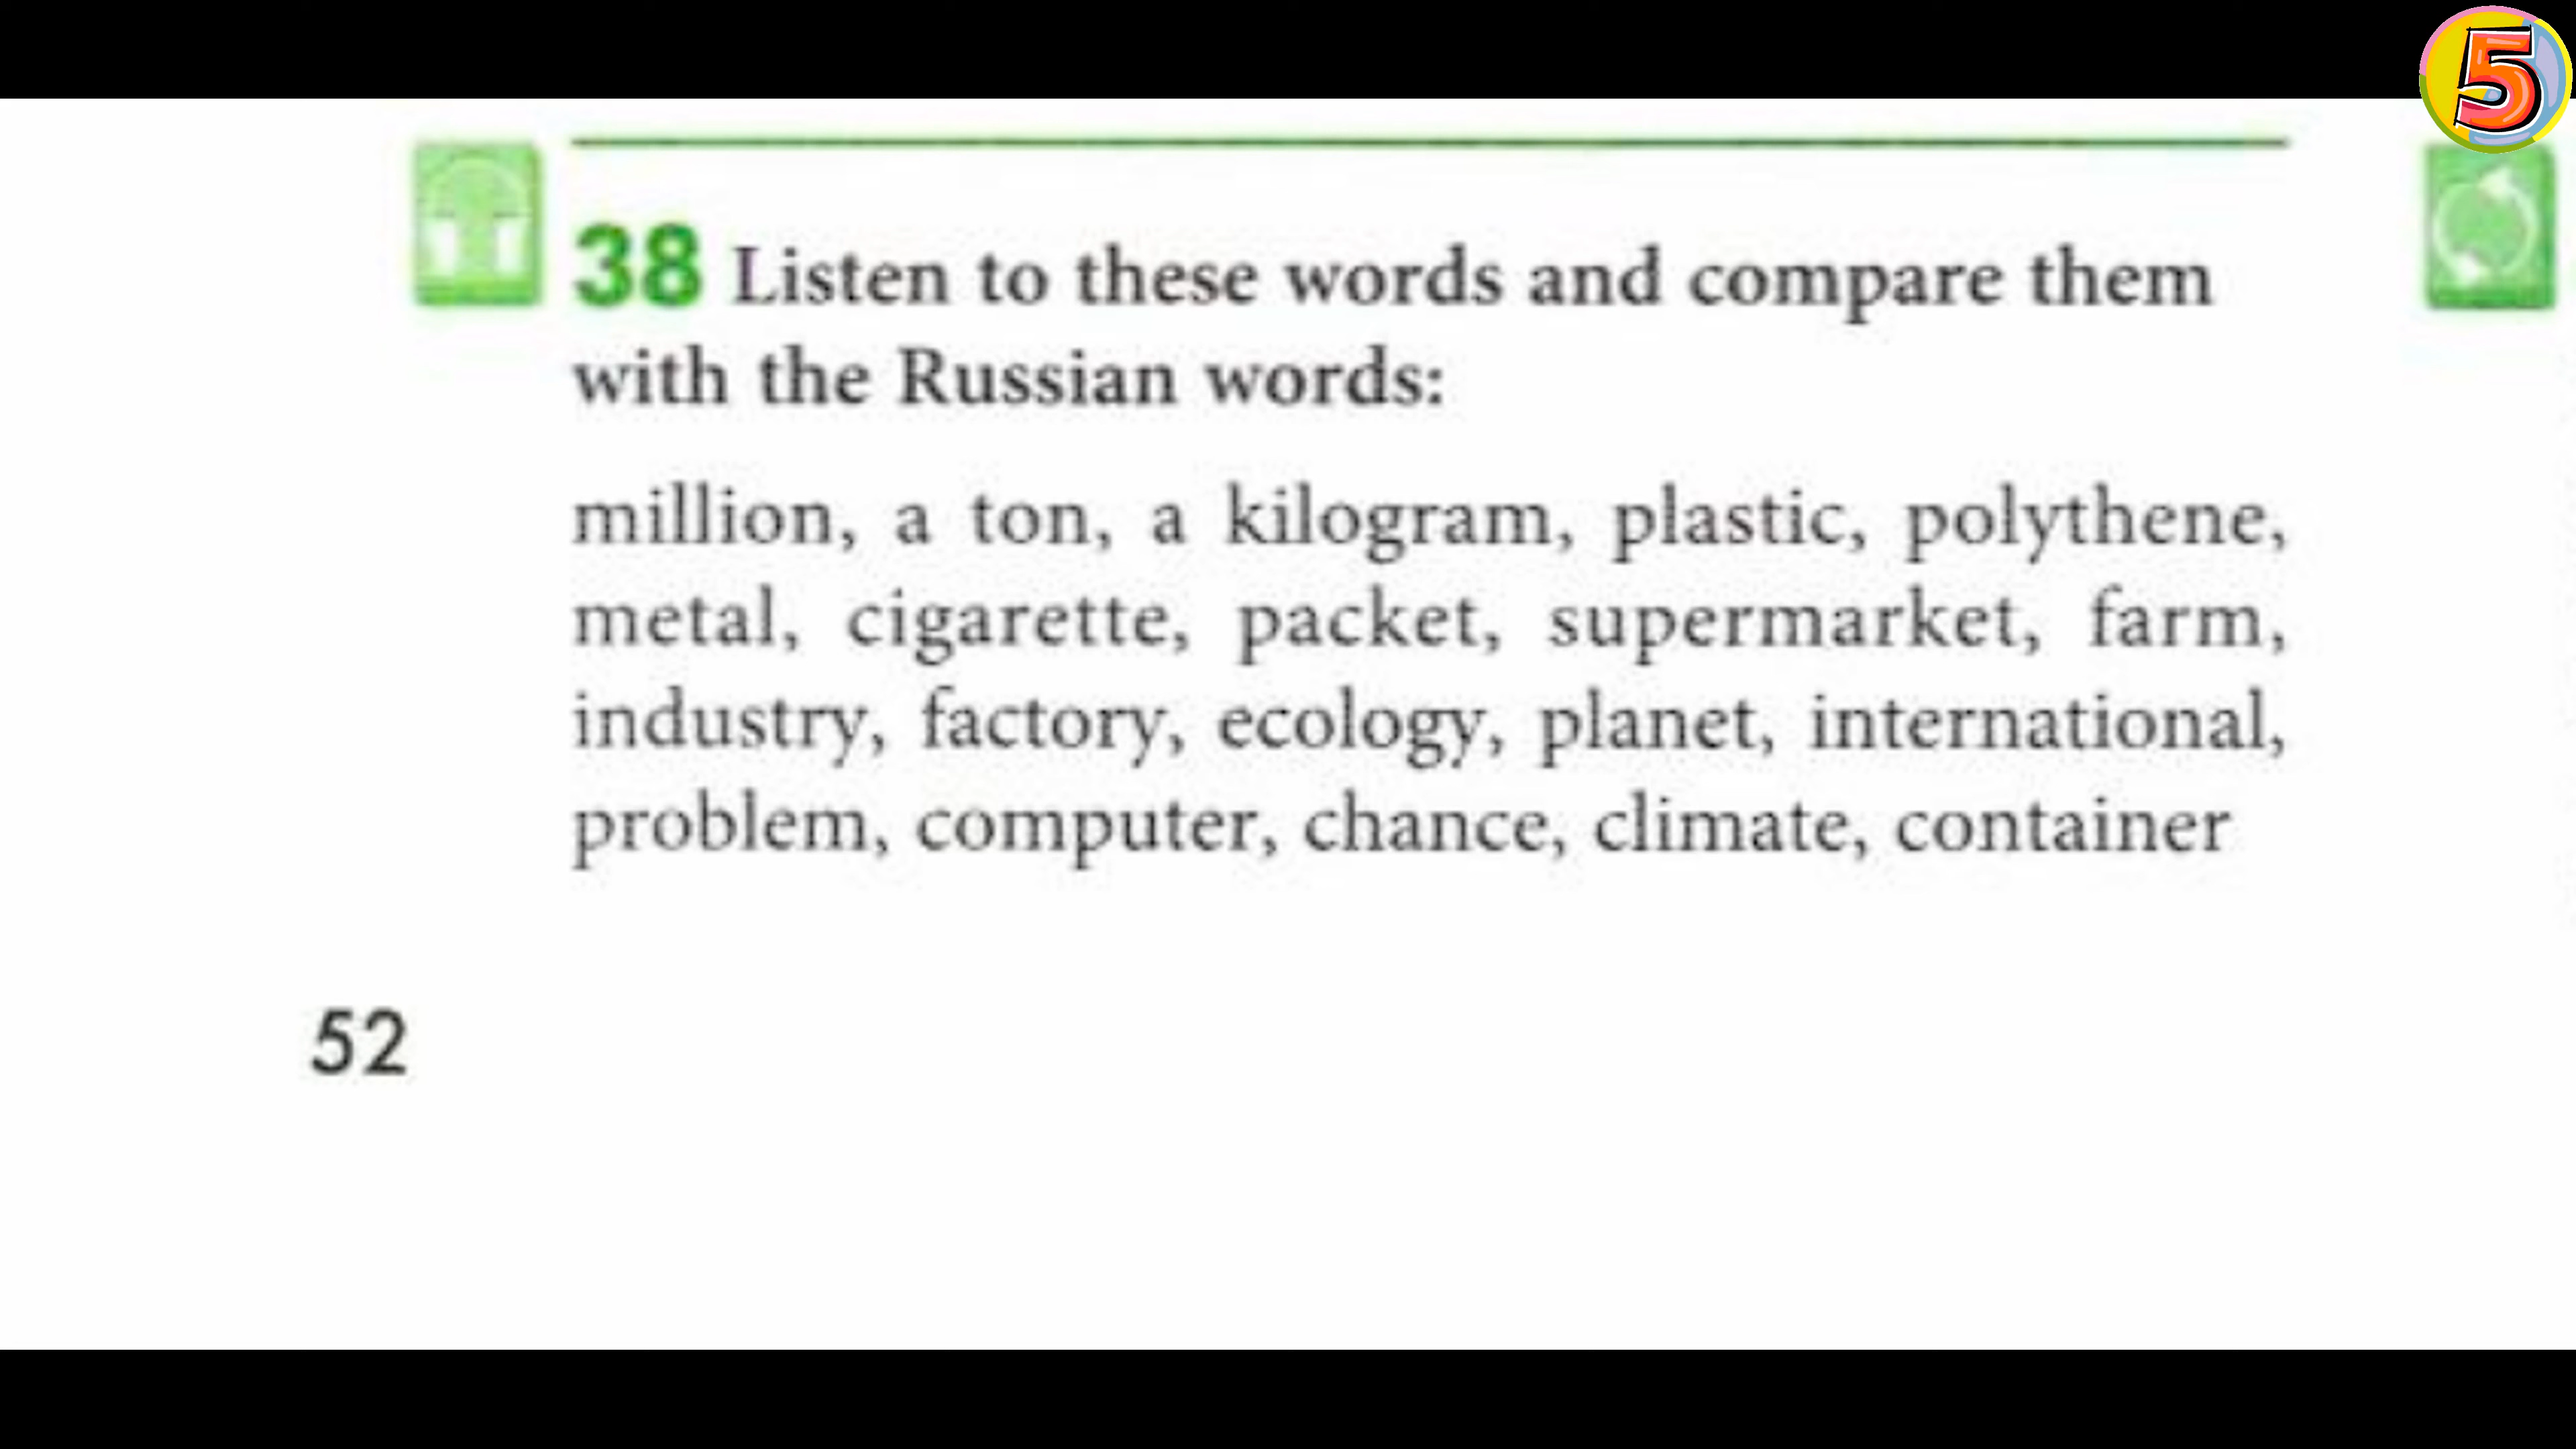 5
38 Listen to these words and compare them
with the Russian words:
million, a ton, a kilogram, plastic, polythene,
metal, cigarette, packet, supermarket, farm,
industry, factory, ecology, planet, international,
problem, computer, chance, climate, container
52